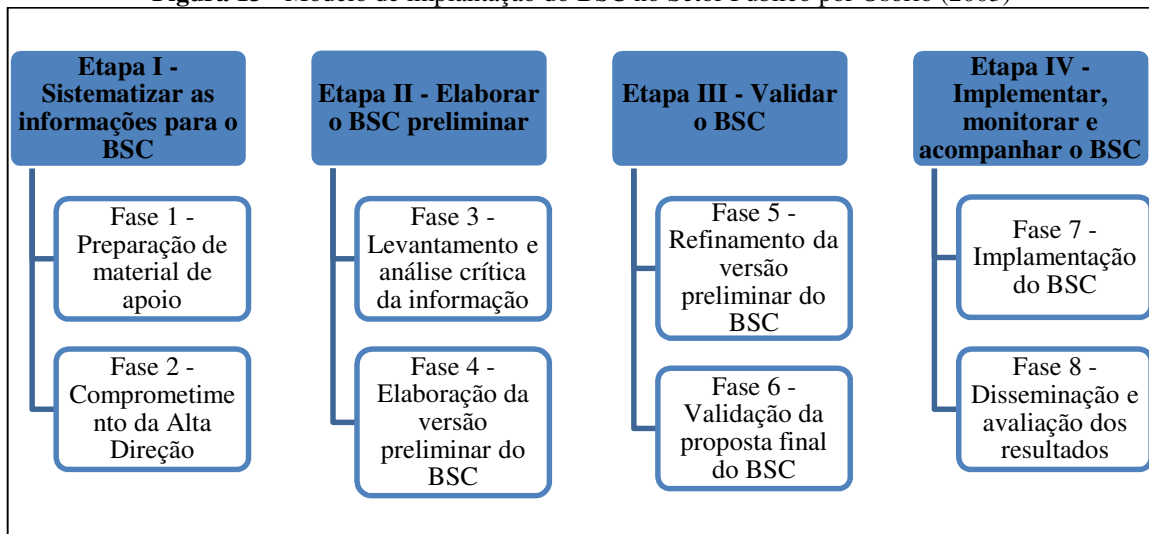 Etapa I -
Sistematizar as
informações para o
BSC
Fase 1 -
Preparação de
material de
apoio
Fase 2 -
Comprometime
nto da Alta
Direção
Etapa II - Elaborar
o BSC preliminar
Fase 3 -
Levantamento e
análise crítica
da informação
Fase 4 -
Elaboração da
versão
preliminar do
BSC
Etapa III - Validar
o BSC
Fase 5 -
Refinamento da
versão
preliminar do
BSC
Fase 6 -
Validação da
proposta final
do BSC
Etapa IV -
Implementar,
monitorar e
acompanhar o BSC
Fase 7 -
Implamentação
do BSC
Fase 8 -
Disseminação e
avaliação dos
resultados